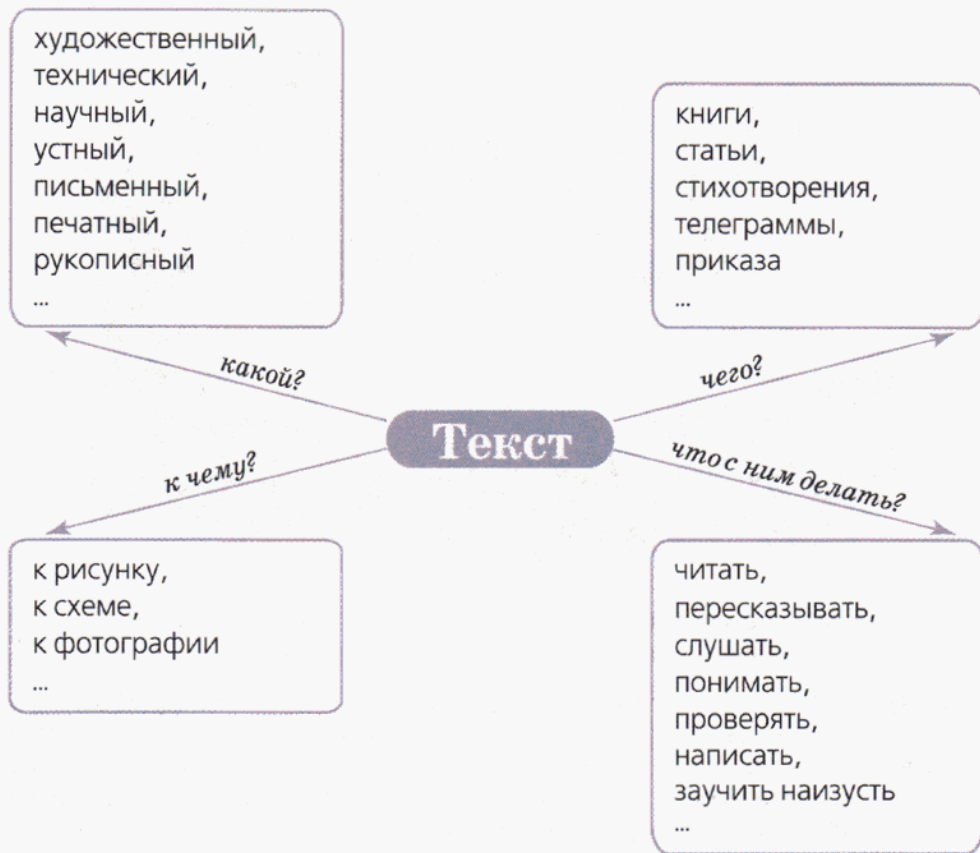 художественный,
технический,
научный,
устный,
письменный,
печатный,
рукописный
...
книги,
статьи,
стихотворения,
телеграммы,
приказа
...
какой?
чего?
Текст
к чему?
что с ним делать?
к рисунку,
к схеме,
к фотографии
...
читать,
пересказывать,
слушать,
понимать,
проверять,
написать,
заучить наизусть
...